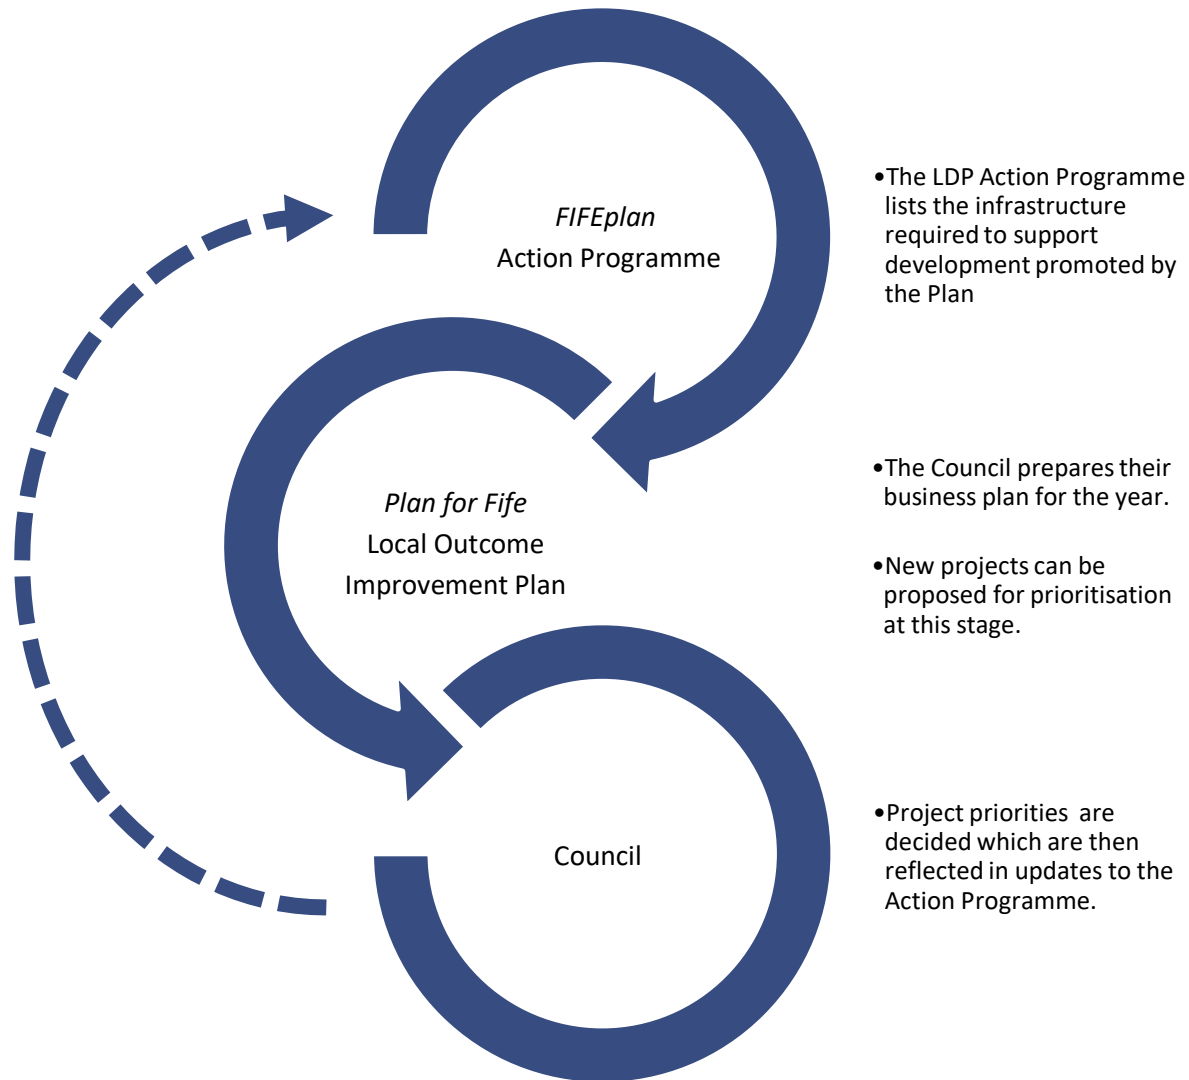 FIFEplan
Action Programme
•The LDP Action Programme
lists the infrastructure
required to support
development promoted by
the Plan
Plan for Fife
Local Outcome
Improvement Plan
•The Council prepares their
business plan for the year.
•New projects can be
proposed for prioritisation
at this stage.
Council
•Project priorities are
decided which are then
reflected in updates to the
Action Programme.